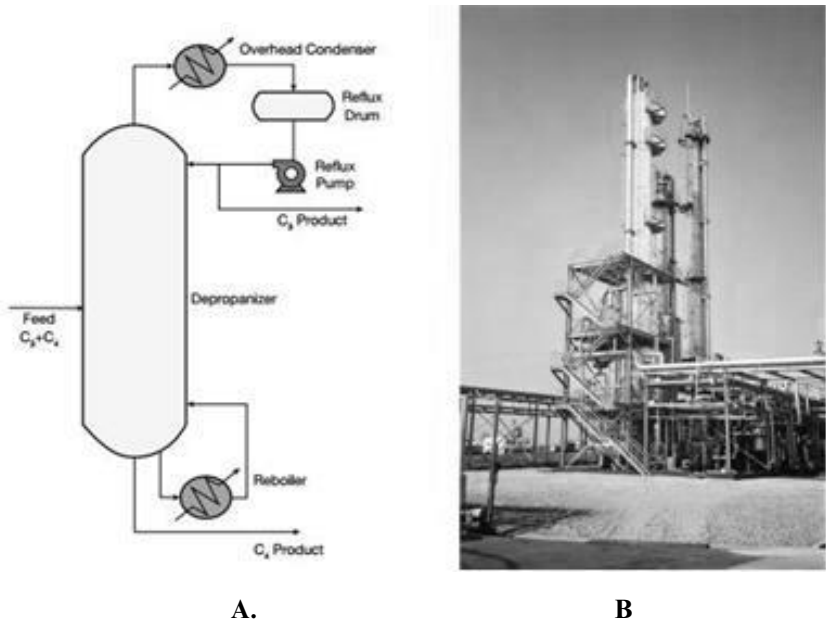 Overhead Condenser
Reflux
Drum
Reflux
Pump
C₃ Product
Depropanizer
Feed
C₃+C₄
Reboiler
C₄ Product
A.
B